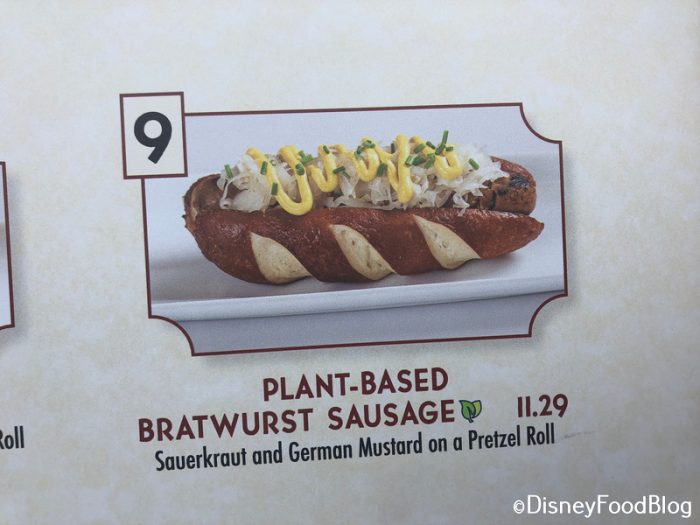 9
PLANT-BASED
BRATWURST SAUSAGE 11.29
Sauerkraut and German Mustard on a Pretzel Roll
Roll
©DisneyFoodBlog